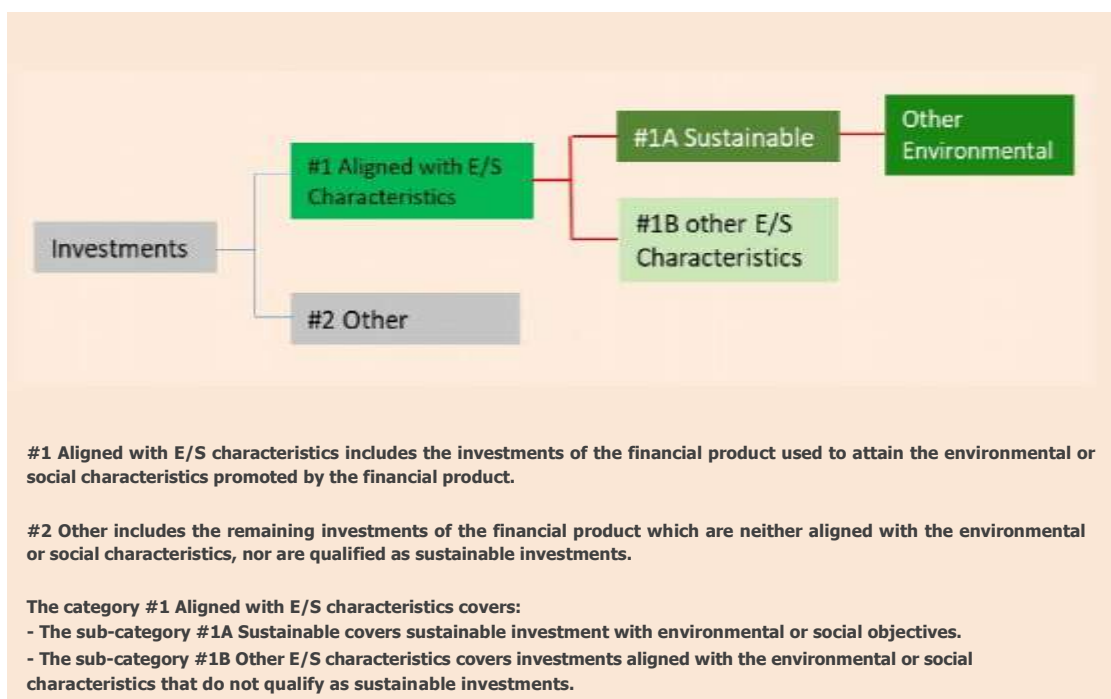 Investments
#1 Aligned with E/S
Characteristics
#2 Other
#1A Sustainable
#1B other E/S
Characteristics
Other
Environmental
#1 Aligned with E/S characteristics includes the investments of the financial product used to attain the environmental or
social characteristics promoted by the financial product.
#2 Other includes the remaining investments of the financial product which are neither aligned with the environmental
or social characteristics, nor are qualified as sustainable investments.
The category #1 Aligned with E/S characteristics covers:
- The sub-category #1A Sustainable covers sustainable investment with environmental or social objectives.
- The sub-category #1B Other E/S characteristics covers investments aligned with the environmental or social
characteristics that do not qualify as sustainable investments.